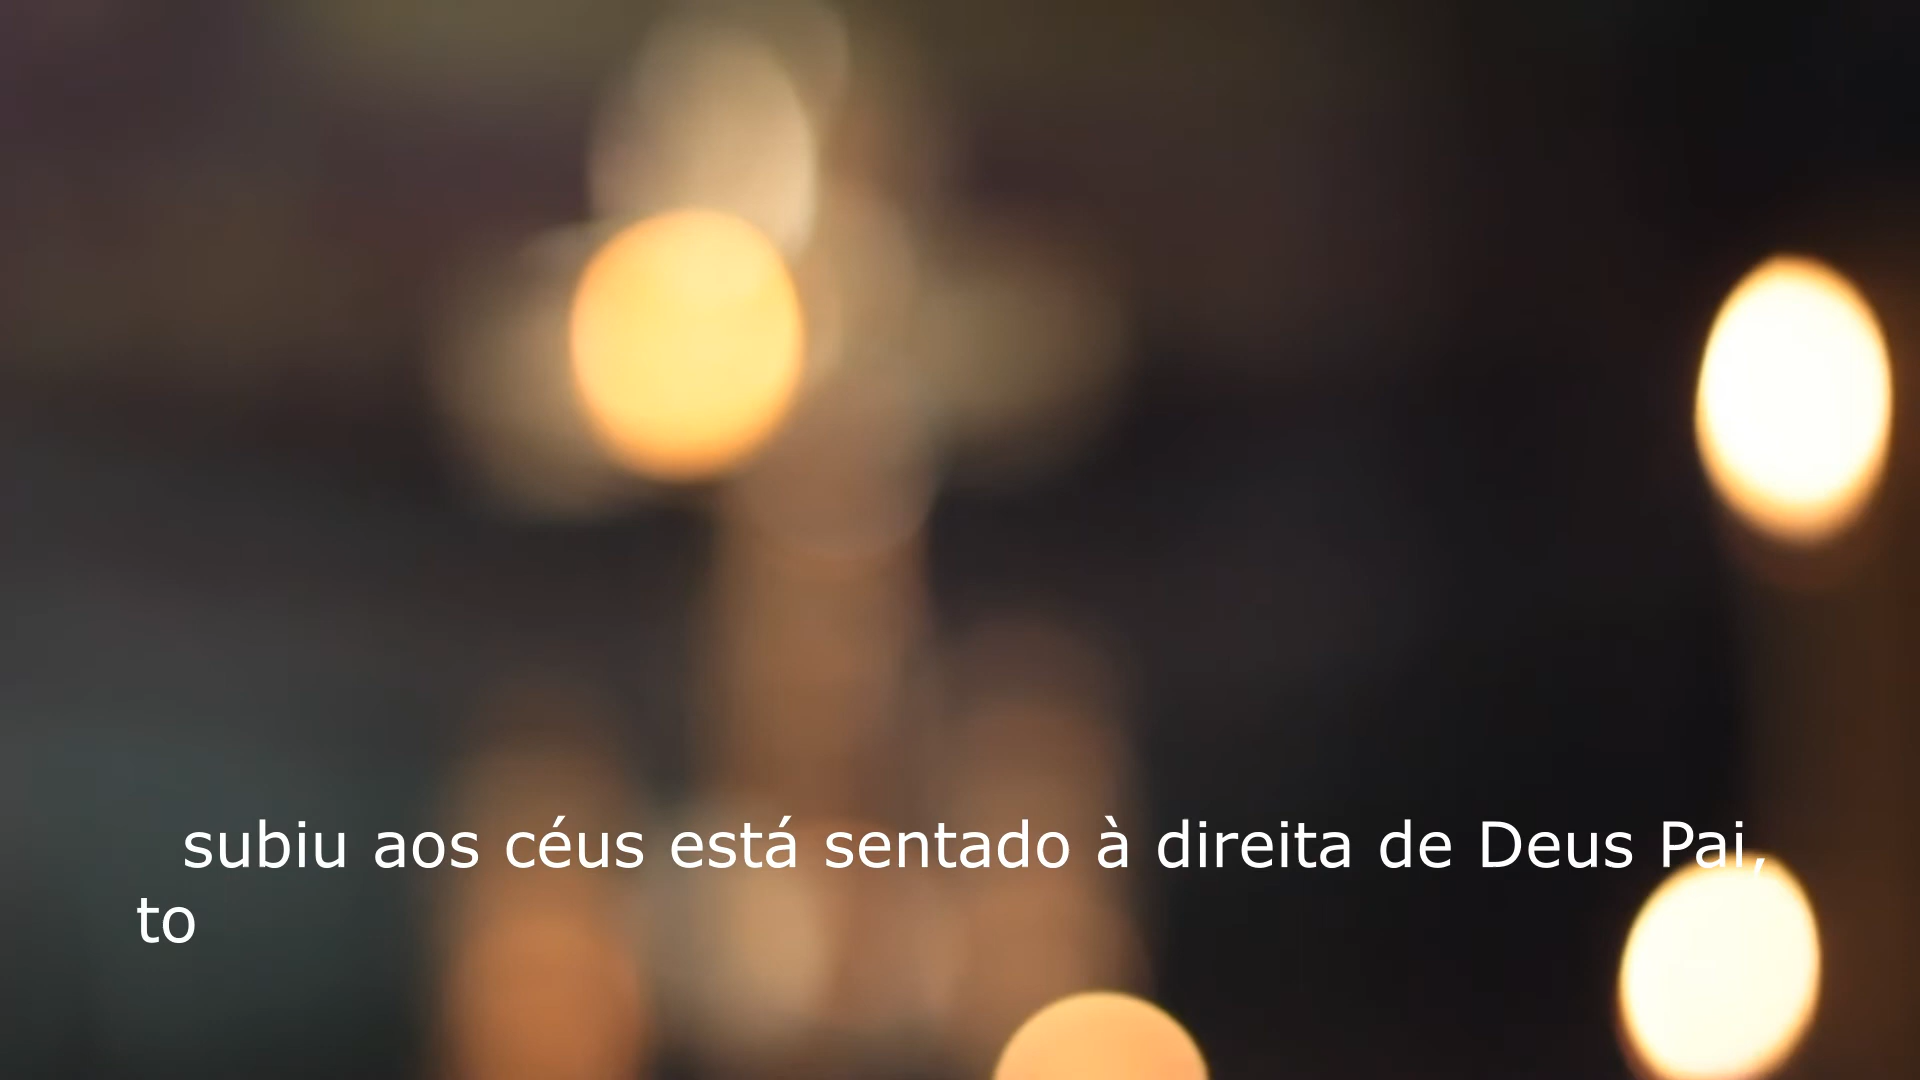 subiu aos céus está sentado à direita de Deus Pai,
to